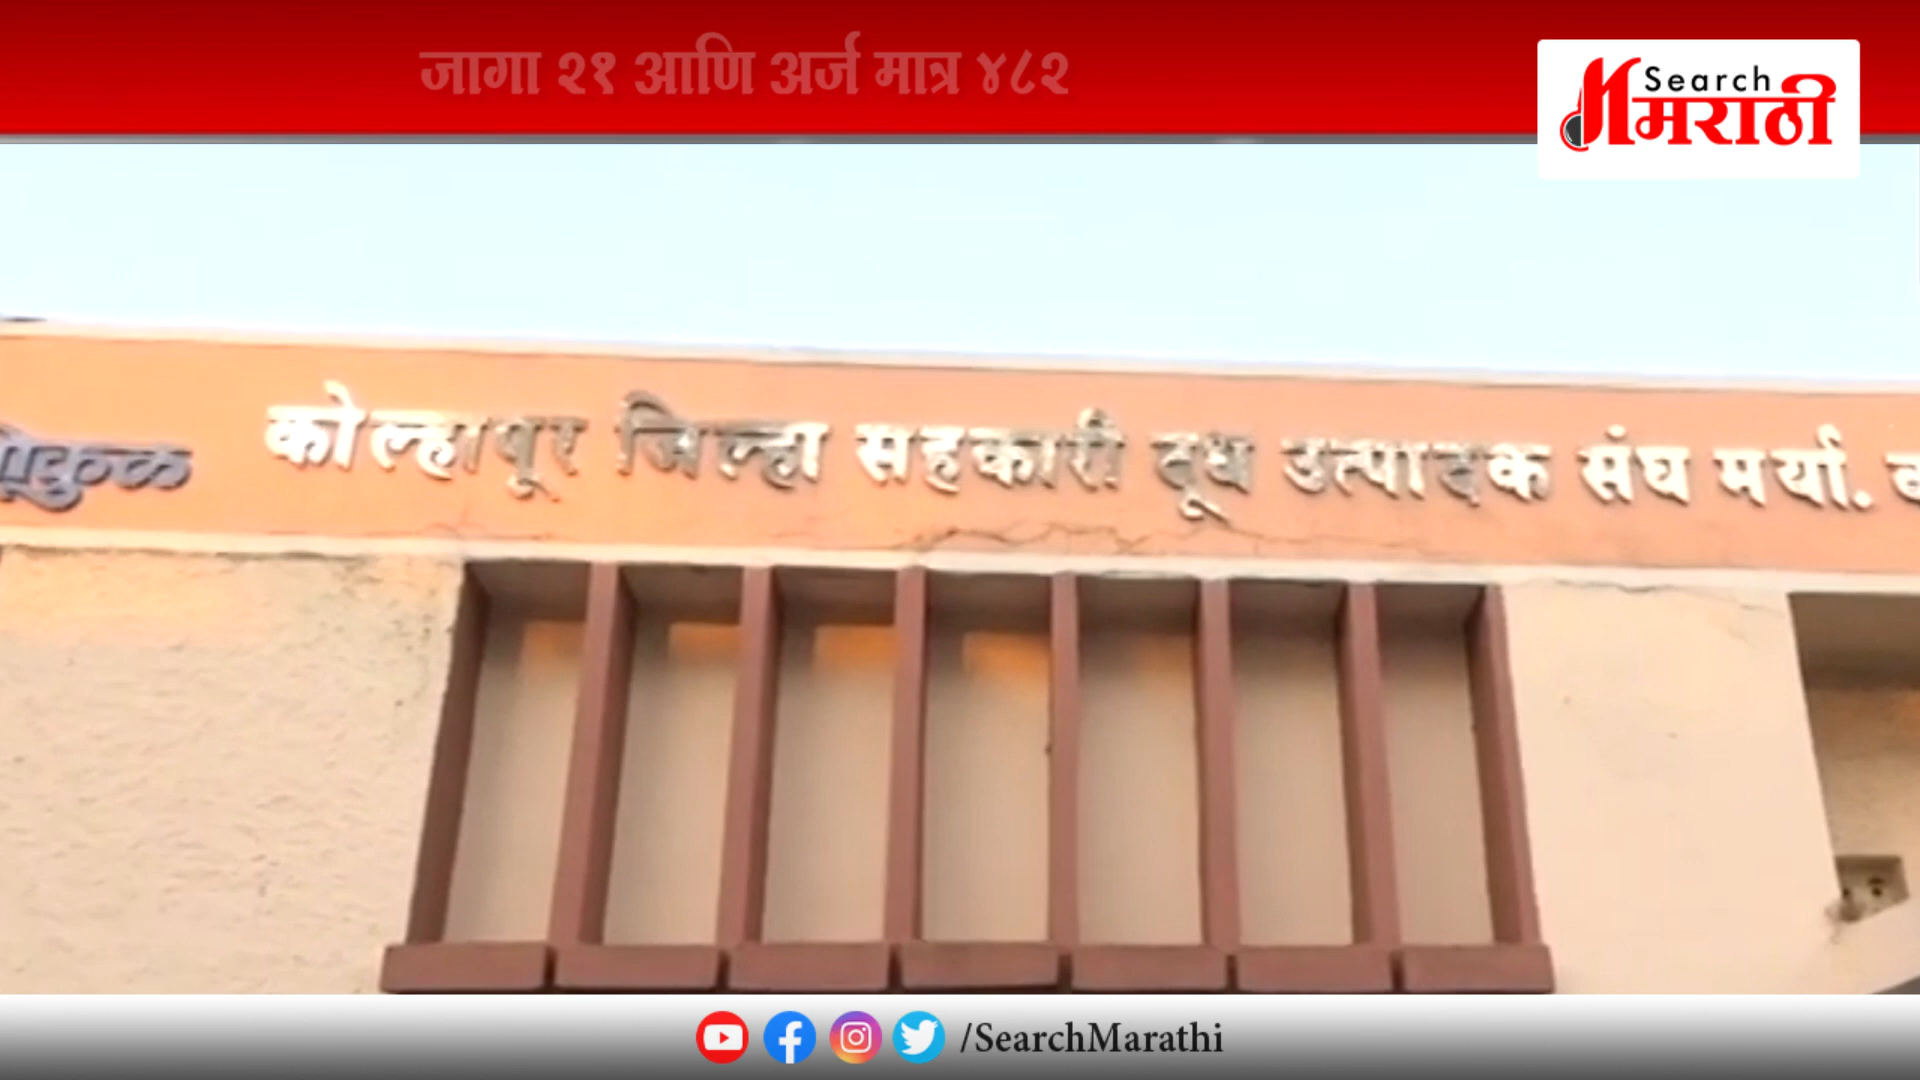 जागा २१ आणि अर्ज मात्र ४८२
Search
मराठी
कोल्हापूर जिल्हा सहकारी दूध उत्पादक संघ मर्या.
/SearchMarathi